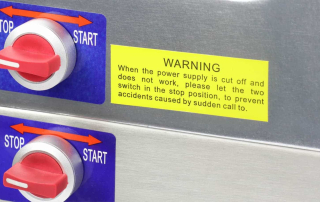 STOP START
WARNING
When the power supply is cut off and
does not work, please let the two
switch in the stop position, to prevent
accidents caused by sudden call to.
STOP START